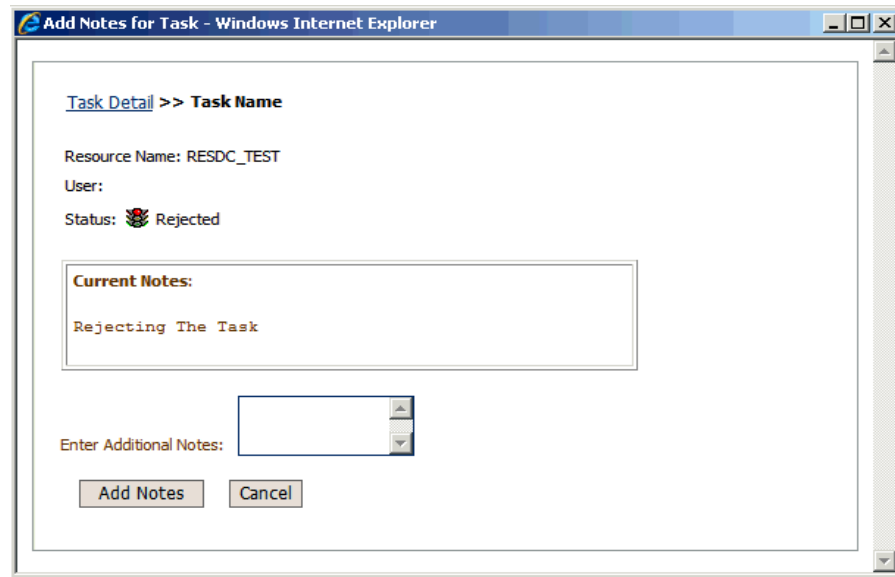 Add Notes for Task - Windows Internet Explorer
Task Detail >> Task Name
Resource Name: RESDC_TEST
User:
Status: Rejected
Current Notes:
Rejecting The Task
Enter Additional Notes:
Add Notes Cancel